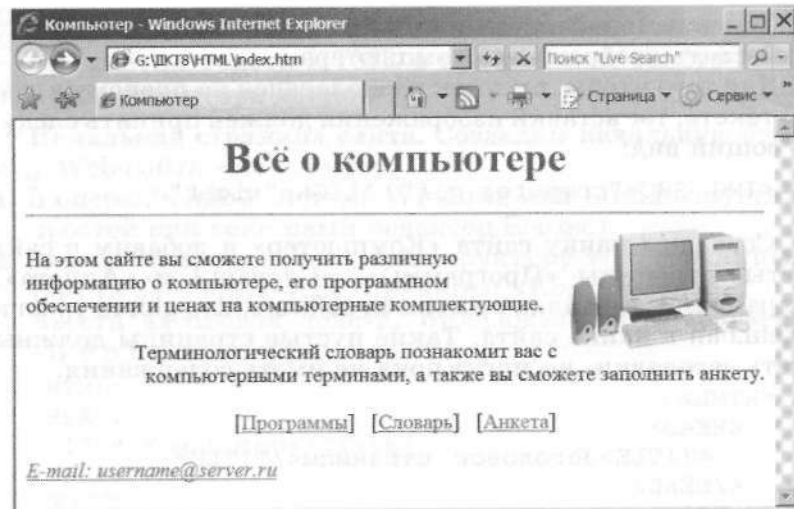 Компьютер - Windows Internet Explorer
G:\IIKT8\HTML\index.htm
Поиск "Live Search"
Компьютер
Страница
Сервис
Всё о компьютере
На этом сайте вы сможете получить различную
информацию о компьютере, его программном
обеспечении и ценах на компьютерные комплектующие.
Терминологический словарь познакомит вас с
компьютерными терминами, а также вы сможете заполнить анкету.
[Программы] [Словарь] [Анкета]
E-mail: username@server.ru